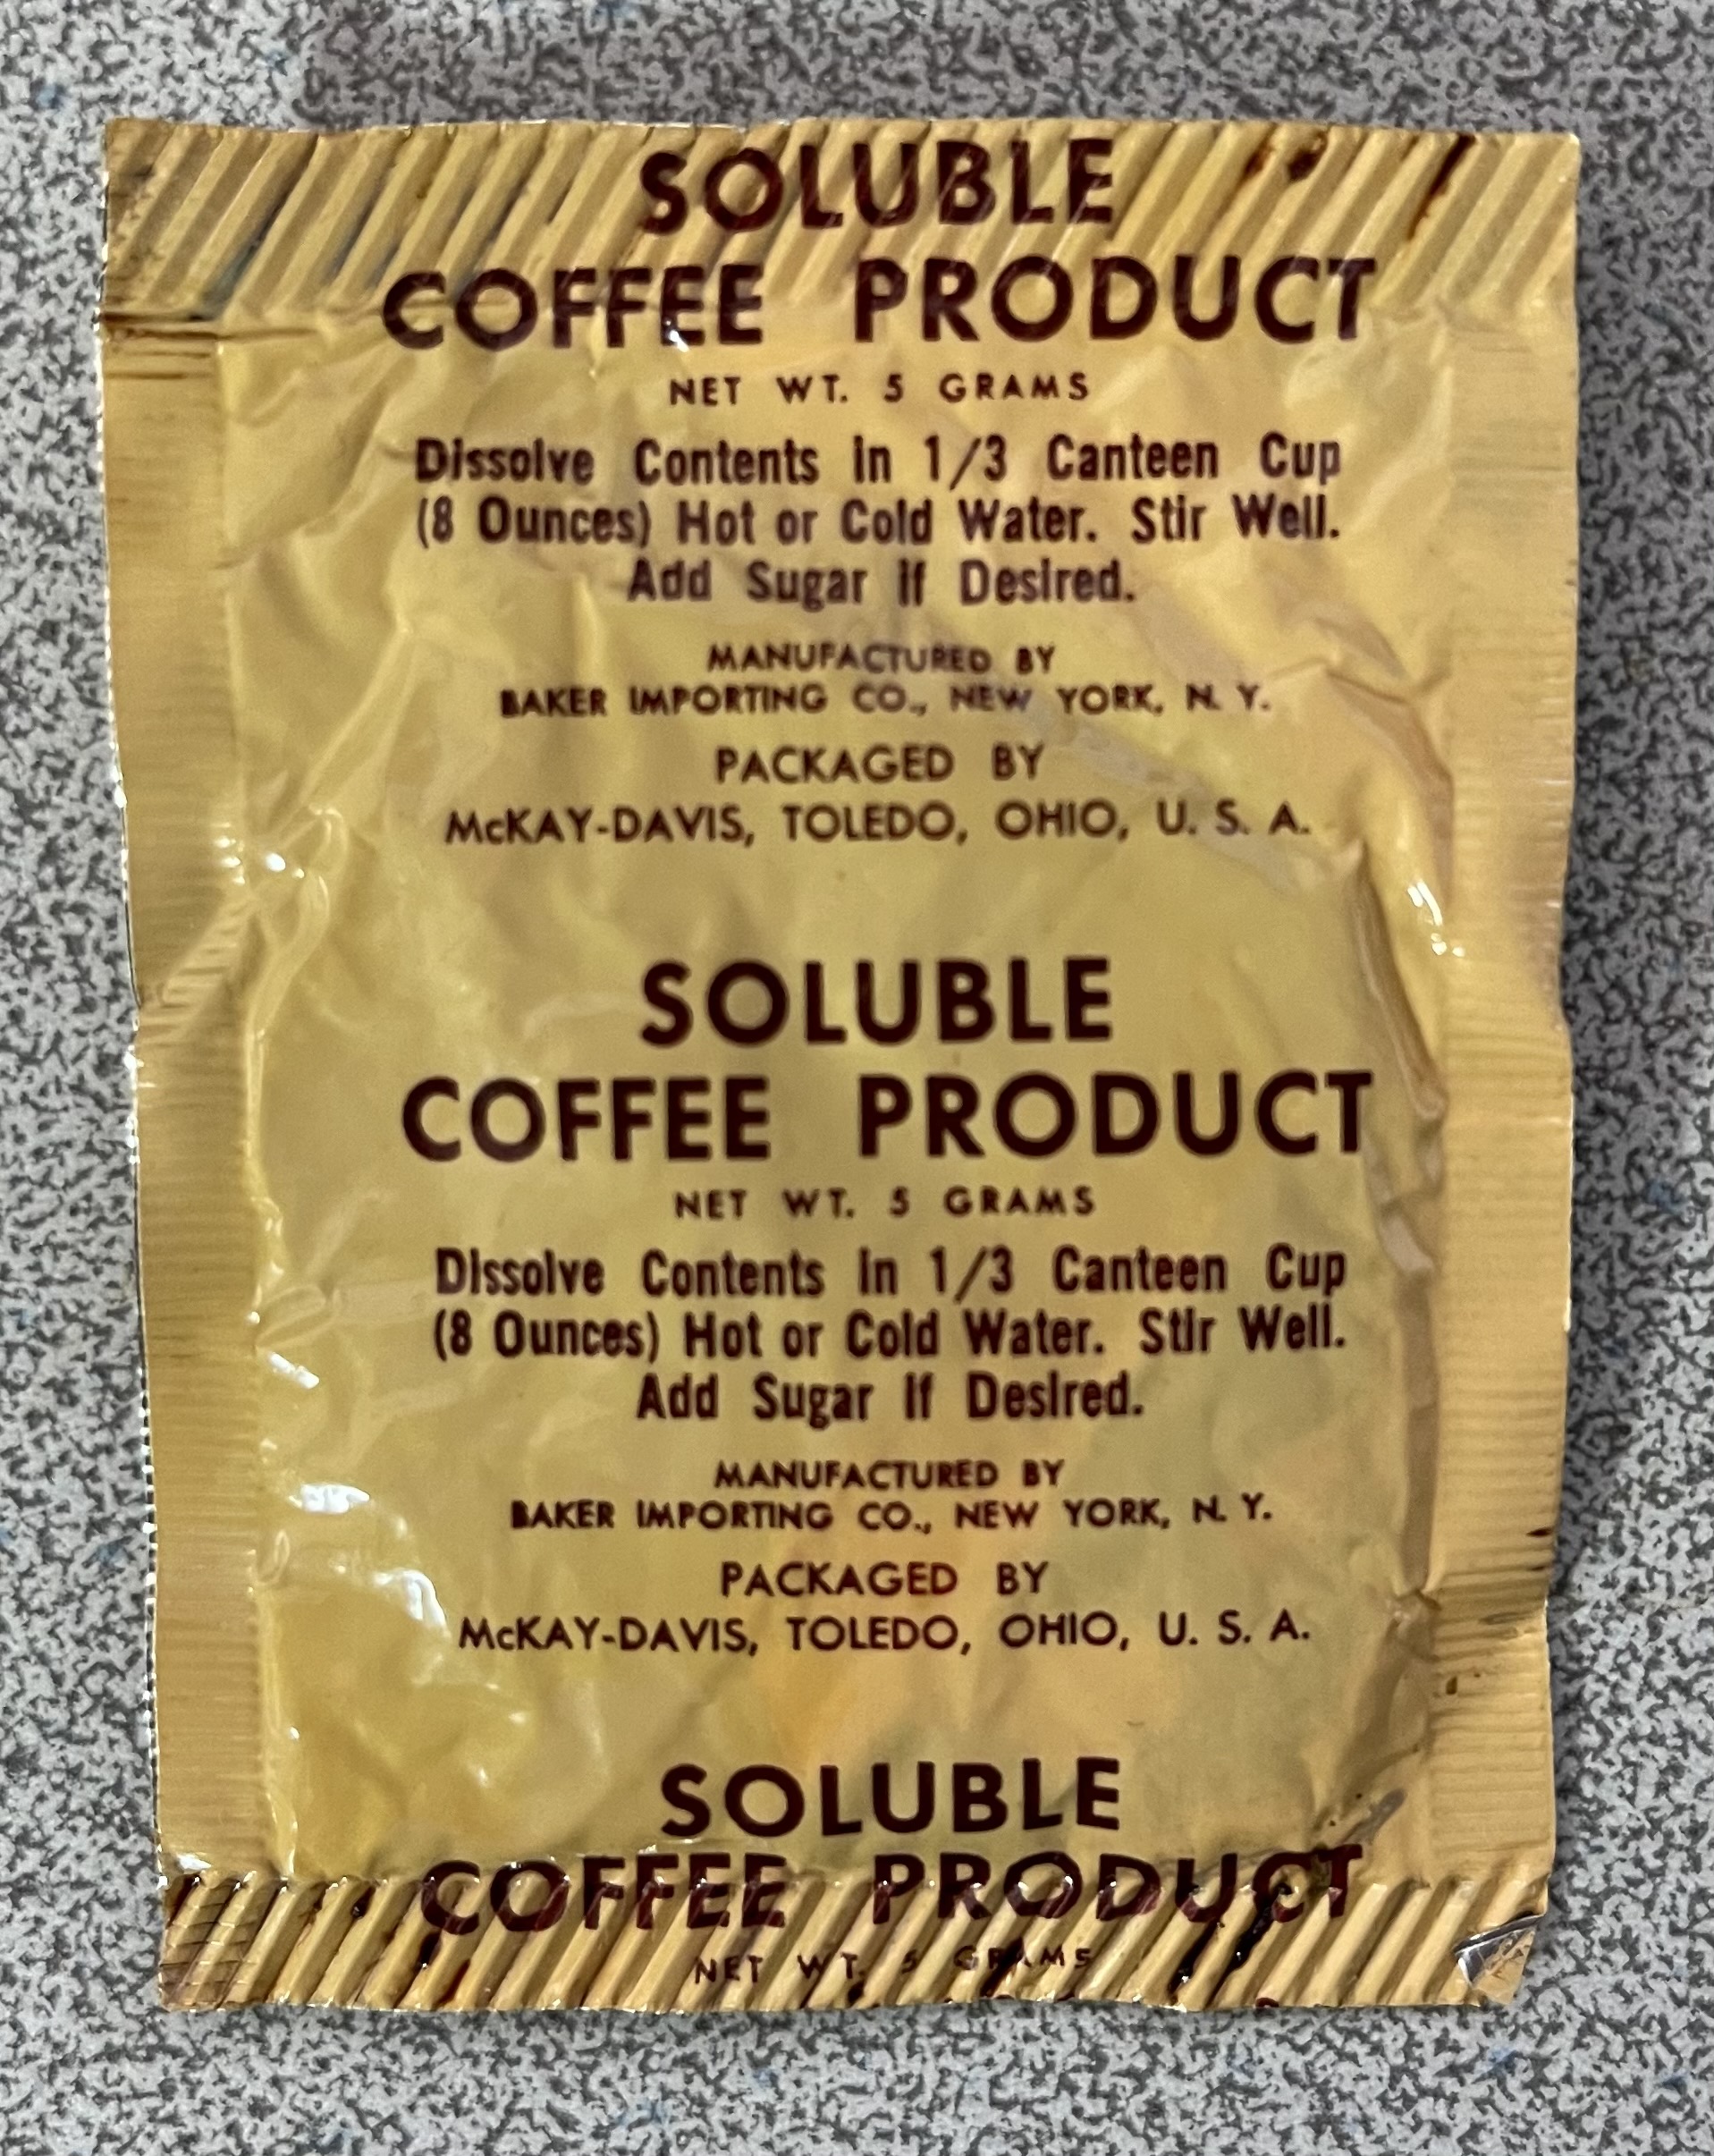 SOLUBLE
COFFEE PRODUCT
NET WT. 5 GRAMS
Dissolve Contents in 1/3 Canteen Cup
(8 Ounces) Hot or Cold Water. Stir Well.
Add Sugar if Desired.
MANUFACTURED BY
BAKER IMPORTING CO., NEW YORK, N. Y.
PACKAGED BY
McKAY-DAVIS, TOLEDO, OHIO, U. S. A.
SOLUBLE
COFFEE PRODUCT
NET WT. 5 GRAMS
Dissolve Contents in 1/3 Canteen Cup
(8 Ounces) Hot or Cold Water. Stir Well.
Add Sugar if Desired.
MANUFACTURED BY
BAKER IMPORTING CO., NEW YORK, N. Y.
PACKAGED BY
McKAY-DAVIS, TOLEDO, OHIO, U. S. A.
SOLUBLE
COFFEE PRODUCT
NET WT. 5 GRAMS